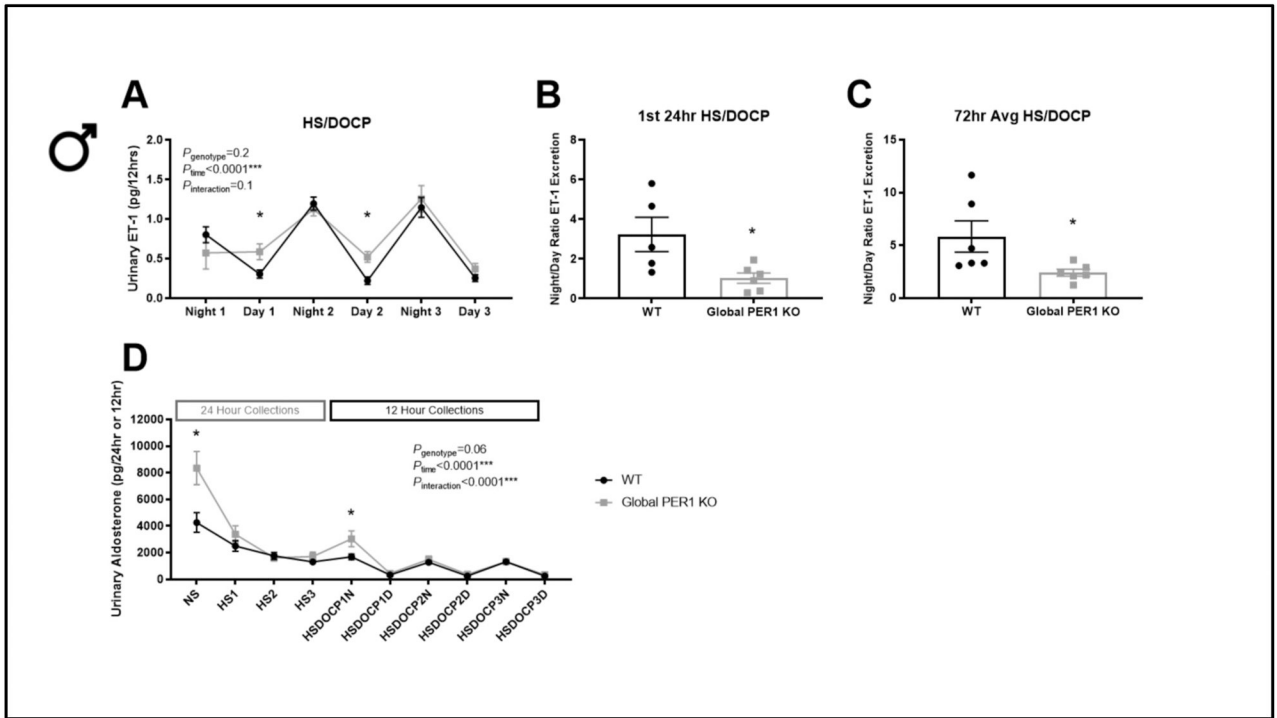 A
HS/DOCP
Urinary ET-1 (pg/12hrs)
2.0
1.5
1.0
0.5
0.0
Pgenotype=0.2
Ptime<0.0001***
Pinteraction=0.1
*
*
Night 1 Day 1 Night 2 Day 2 Night 3 Day 3
B
1st 24hr HS/DOCP
Night/Day Ratio ET-1 Excretion
8
6
4
2
0
*
WT Global PER1 KO
C
72hr Avg HS/DOCP
Night/Day Ratio ET-1 Excretion
15
10
5
0
*
WT Global PER1 KO
D
24 Hour Collections 12 Hour Collections
Urinary Aldosterone (pg/24hr or 12hr)
12000
10000
8000
6000
4000
2000
0
*
*
Pgenotype=0.06
Ptime<0.0001***
Pinteraction<0.0001***
NS HS1 HS2 HS3 HSDOCP1N HSDOCP1D HSDOCP2N HSDOCP2D HSDOCP3N HSDOCP3D
WT
Global PER1 KO